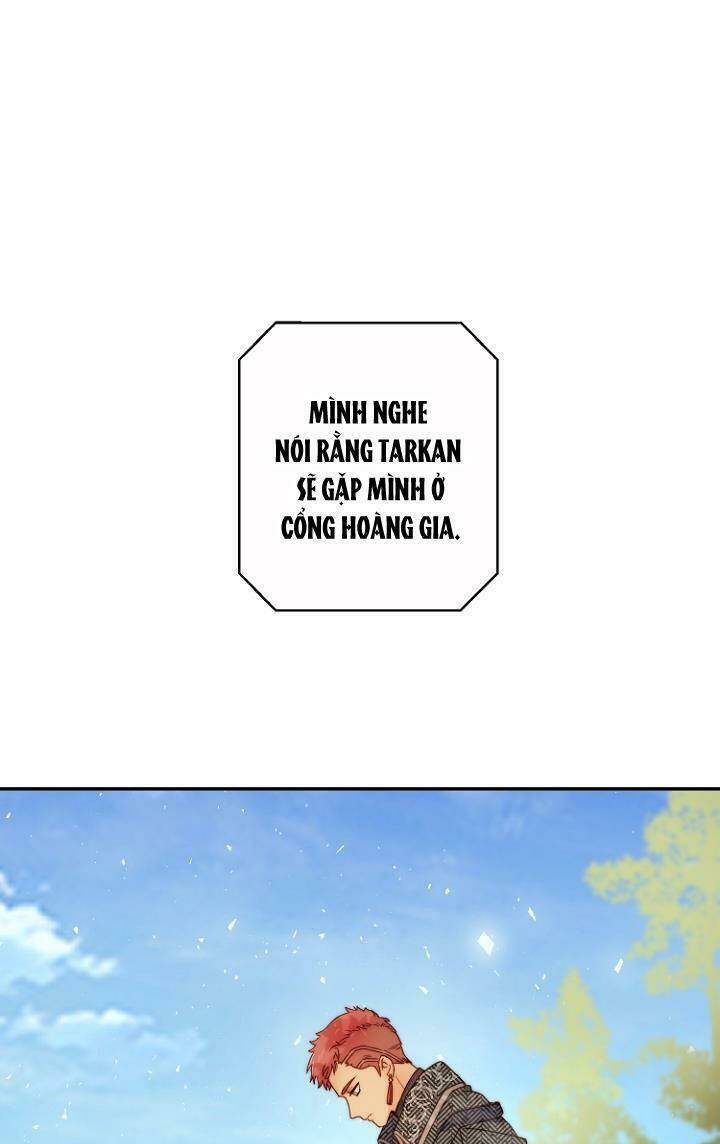 MÌNH NGHE
NÓI RẰNG TARKAN
SẼ GẶP MÌNH Ở
CỔNG HOÀNG GIA.